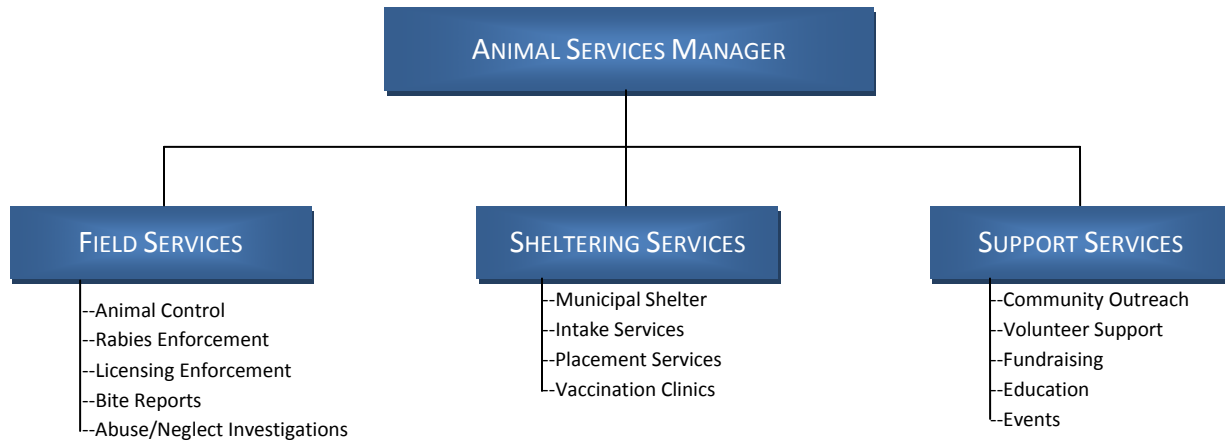 ANIMAL SERVICES MANAGER
FIELD SERVICES
--Animal Control
--Rabies Enforcement
--Licensing Enforcement
--Bite Reports
--Abuse/Neglect Investigations
SHELTERING SERVICES
--Municipal Shelter
--Intake Services
--Placement Services
--Vaccination Clinics
SUPPORT SERVICES
--Community Outreach
--Volunteer Support
--Fundraising
--Education
--Events